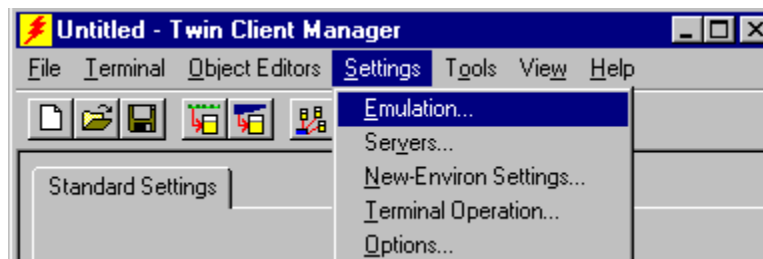 Untitled - Twin Client Manager
File Terminal Object Editors Settings Tools View Help
Emulation...
Servers...
New-Environ Settings...
Terminal Operation...
Options...
Standard Settings